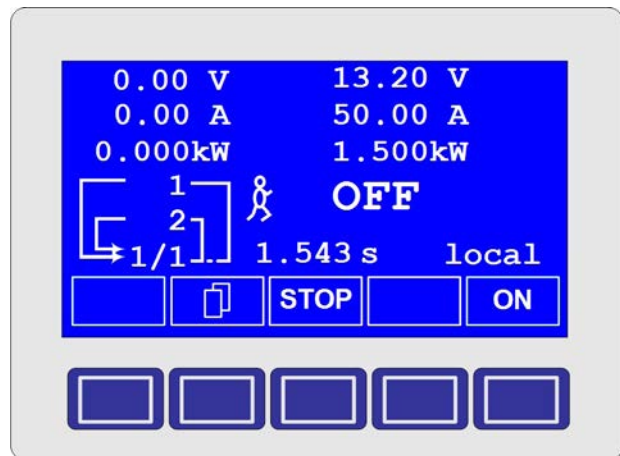 0.00 V 13.20 V
0.00 A 50.00 A
0.000kW 1.500kW
1 OFF
2
1/1 1.543 s local
STOP ON